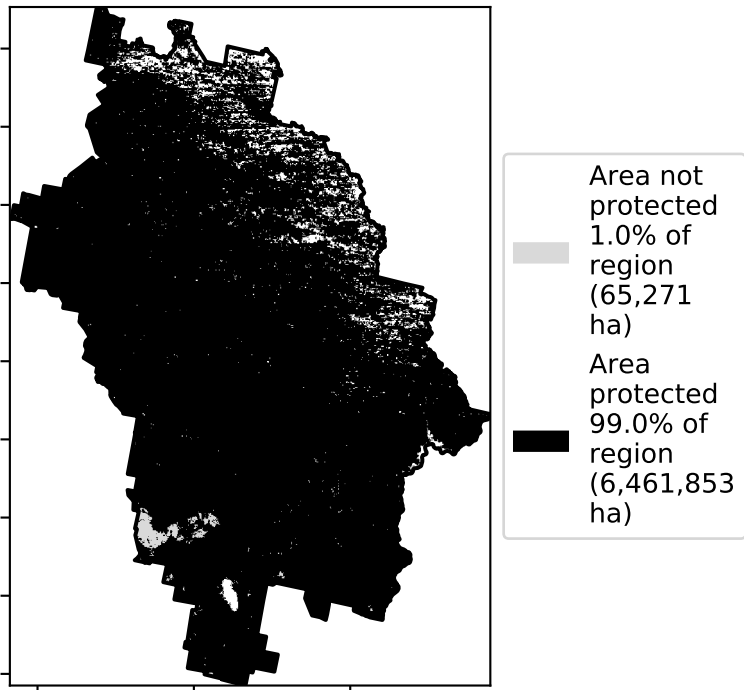 Area not
protected
1.0% of
region
(65,271
ha)
Area
protected
99.0% of
region
(6,461,853
ha)